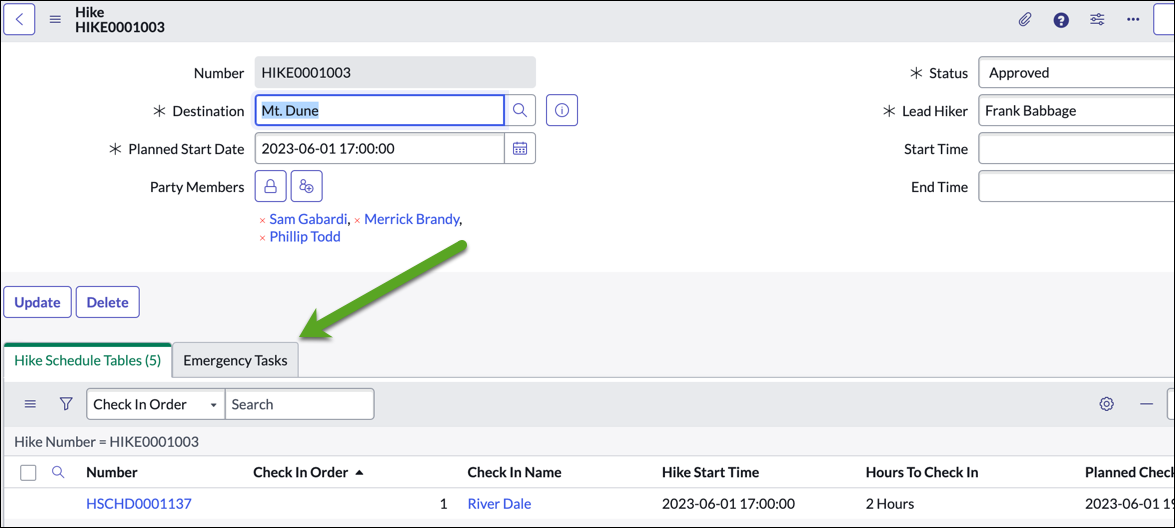 Hike
HIKE0001003
Number HIKE0001003
* Destination Mt. Dune
* Planned Start Date 2023-06-01 17:00:00
Party Members
× Sam Gabardi, × Merrick Brandy,
× Phillip Todd
* Status Approved
* Lead Hiker Frank Babbage
Start Time
End Time
Update Delete
Hike Schedule Tables (5) Emergency Tasks
Check In Order Search
Hike Number = HIKE0001003
Number Check In Order Check In Name Hike Start Time Hours To Check In Planned Chec
HSCHD0001137 1 River Dale 2023-06-01 17:00:00 2 Hours 2023-06-01